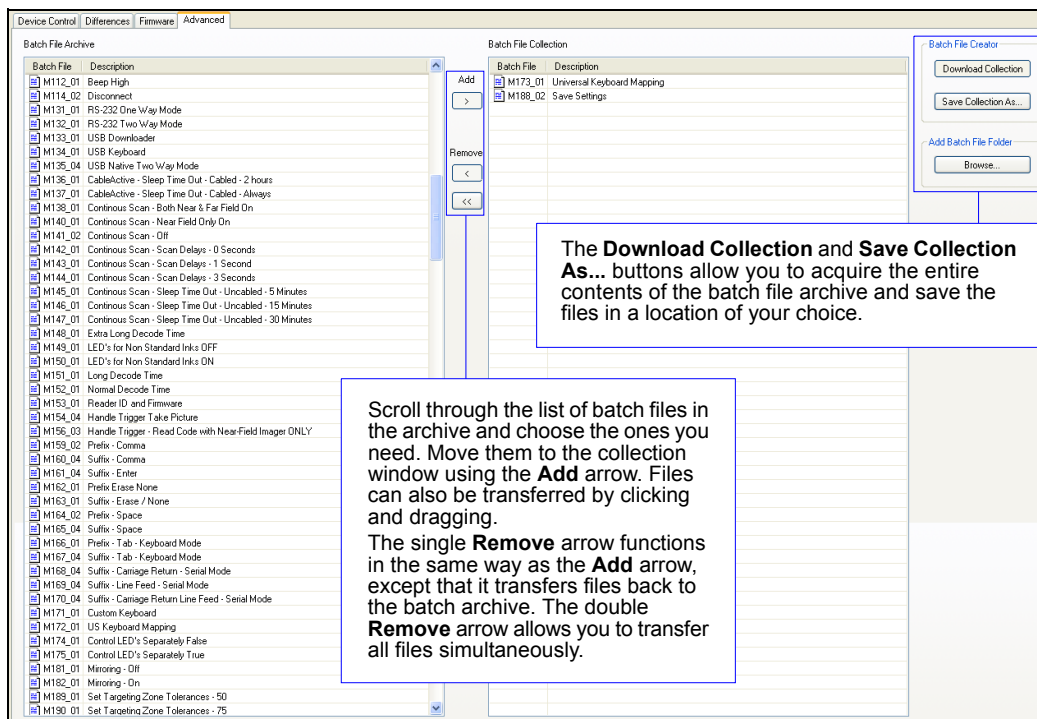 Device Control Differences Firmware Advanced
Batch File Archive
Batch File Description
M112_01 Beep High
M114_02 Disconnect
M131_01 RS-232 One Way Mode
M132_01 RS-232 Two Way Mode
M133_01 USB Downloader
M134_01 USB Keyboard
M135_04 USB Native Two Way Mode
M136_01 CableActive - Sleep Time Out - Cabled - 2 hours
M137_01 CableActive - Sleep Time Out - Cabled - Always
M138_01 Continous Scan - Both Near & Far Field On
M140_01 Continous Scan - Near Field Only On
M141_02 Continous Scan - Off
M142_01 Continous Scan - Scan Delays - 0 Seconds
M143_01 Continous Scan - Scan Delays - 1 Second
M144_01 Continous Scan - Scan Delays - 3 Seconds
M145_01 Continous Scan - Sleep Time Out - Uncabled - 5 Minutes
M146_01 Continous Scan - Sleep Time Out - Uncabled - 15 Minutes
M147_01 Continous Scan - Sleep Time Out - Uncabled - 30 Minutes
M148_01 Extra Long Decode Time
M149_01 LED's for Non Standard Inks OFF
M150_01 LED's for Non Standard Inks ON
M151_01 Long Decode Time
M152_01 Normal Decode Time
M153_01 Reader ID and Firmware
M154_04 Handle Trigger Take Picture
M156_03 Handle Trigger - Read Code with Near-Field Imager ONLY
M159_02 Prefix - Comma
M160_04 Suffix - Comma
M161_04 Suffix - Enter
M162_01 Prefix Erase None
M163_01 Suffix - Erase / None
M164_02 Prefix - Space
M165_04 Suffix - Space
M166_01 Prefix - Tab - Keyboard Mode
M167_04 Suffix - Tab - Keyboard Mode
M168_04 Suffix - Carriage Return - Serial Mode
M169_04 Suffix - Line Feed - Serial Mode
M170_04 Suffix - Carriage Return Line Feed - Serial Mode
M171_01 Custom Keyboard
M172_01 US Keyboard Mapping
M174_01 Control LED's Separately False
M175_01 Control LED's Separately True
M181_01 Mirroring - Off
M182_01 Mirroring - On
M189_01 Set Targeting Zone Tolerances - 50
M190_01 Set Targeting Zone Tolerances - 75
Add
>
Remove
<
<<
Batch File Collection
Batch File Description
M173_01 Universal Keyboard Mapping
M188_02 Save Settings
Batch File Creator
Download Collection
Save Collection As...
Add Batch File Folder
Browse...
The Download Collection and Save Collection
As... buttons allow you to acquire the entire
contents of the batch file archive and save the
files in a location of your choice.
Scroll through the list of batch files in
the archive and choose the ones you
need. Move them to the collection
window using the Add arrow. Files
can also be transferred by clicking
and dragging.
The single Remove arrow functions
in the same way as the Add arrow,
except that it transfers files back to
the batch archive. The double
Remove arrow allows you to transfer
all files simultaneously.